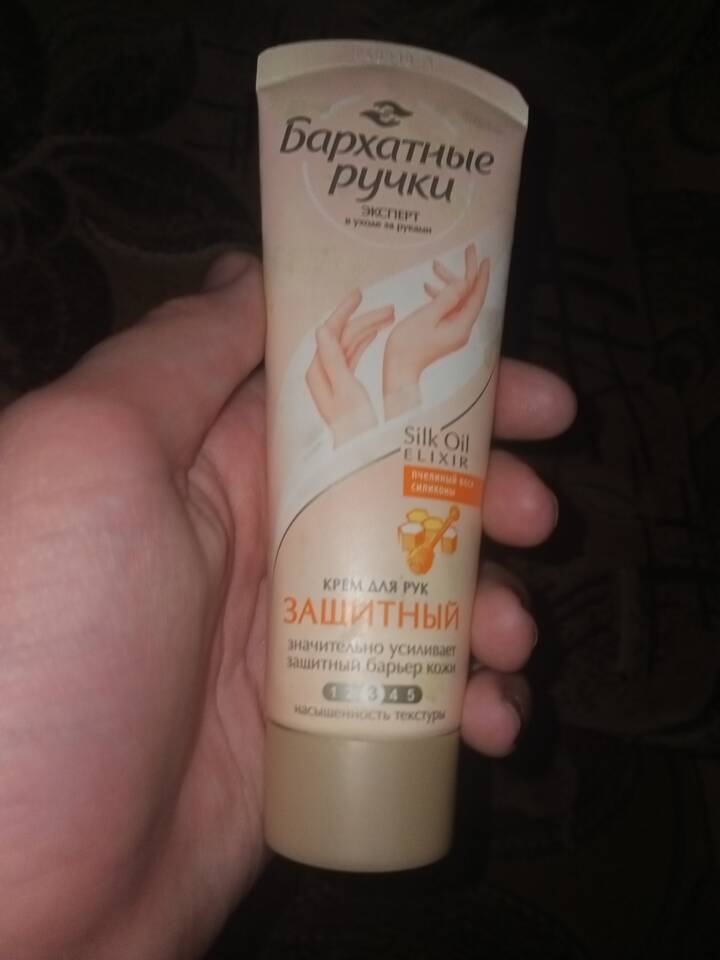 Бархатные
ручки
ЭКСПЕРТ
в уходе за руками
Silk Oil
ELIXIR
пчелиный воск
силиконы
КРЕМ ДЛЯ РУК
ЗАЩИТНЫЙ
значительно усиливает
защитный барьер кожи
1 2 3 4 5
насыщенность текстуры